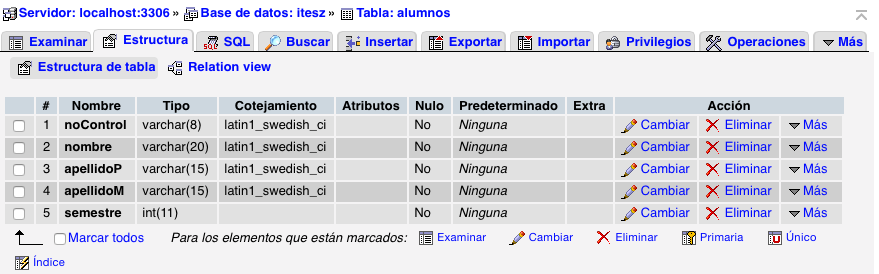 Servidor: localhost:3306 » Base de datos: itesz » Tabla: alumnos
Examinar Estructura SQL Buscar Insertar Exportar Importar Privilegios Operaciones Más
Estructura de tabla Relation view
# Nombre Tipo Cotejamiento Atributos Nulo Predeterminado Extra Acción
1 noControl varchar(8) latin1_swedish_ci No Ninguna Cambiar Eliminar Más
2 nombre varchar(20) latin1_swedish_ci No Ninguna Cambiar Eliminar Más
3 apellidoP varchar(15) latin1_swedish_ci No Ninguna Cambiar Eliminar Más
4 apellidoM varchar(15) latin1_swedish_ci No Ninguna Cambiar Eliminar Más
5 semestre int(11) No Ninguna Cambiar Eliminar Más
Marcar todos Para los elementos que están marcados: Examinar Cambiar Eliminar Primaria Único
Índice